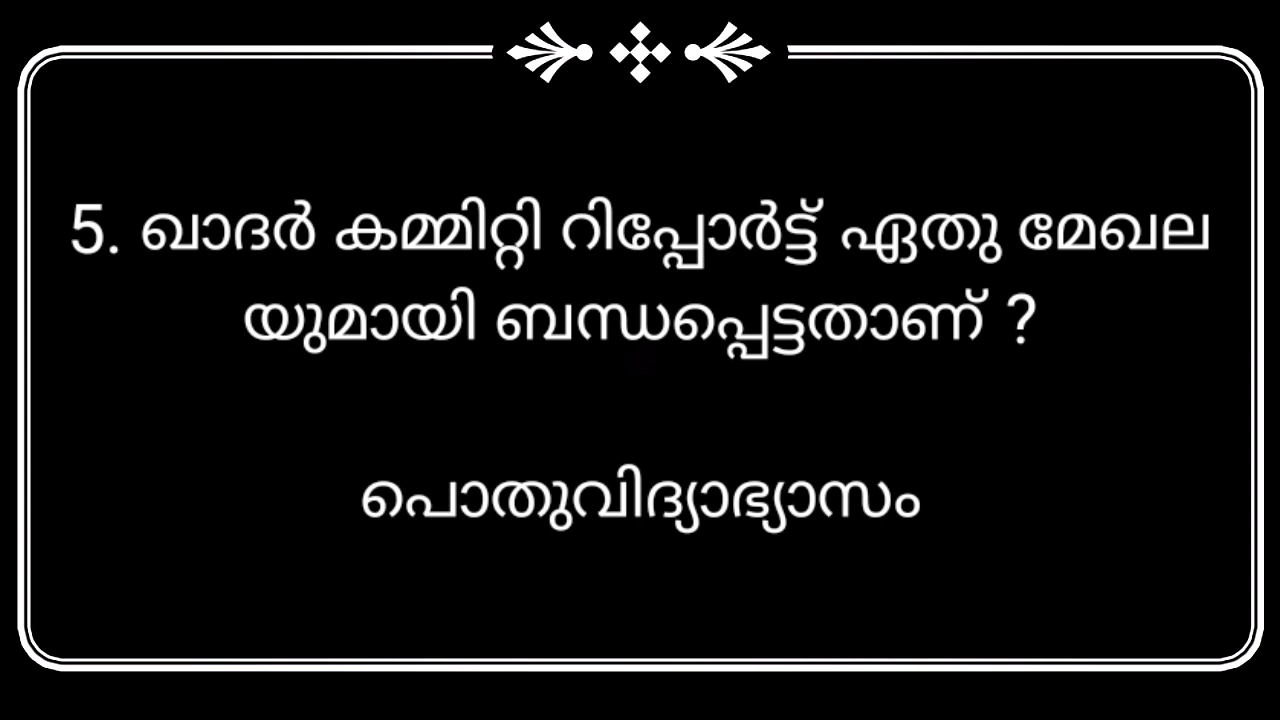 5. ഖാദർ കമ്മിറ്റി റിപ്പോർട്ട് ഏതു മേഖല
യുമായി ബന്ധപ്പെട്ടതാണ് ?
പൊതുവിദ്യാഭ്യാസം